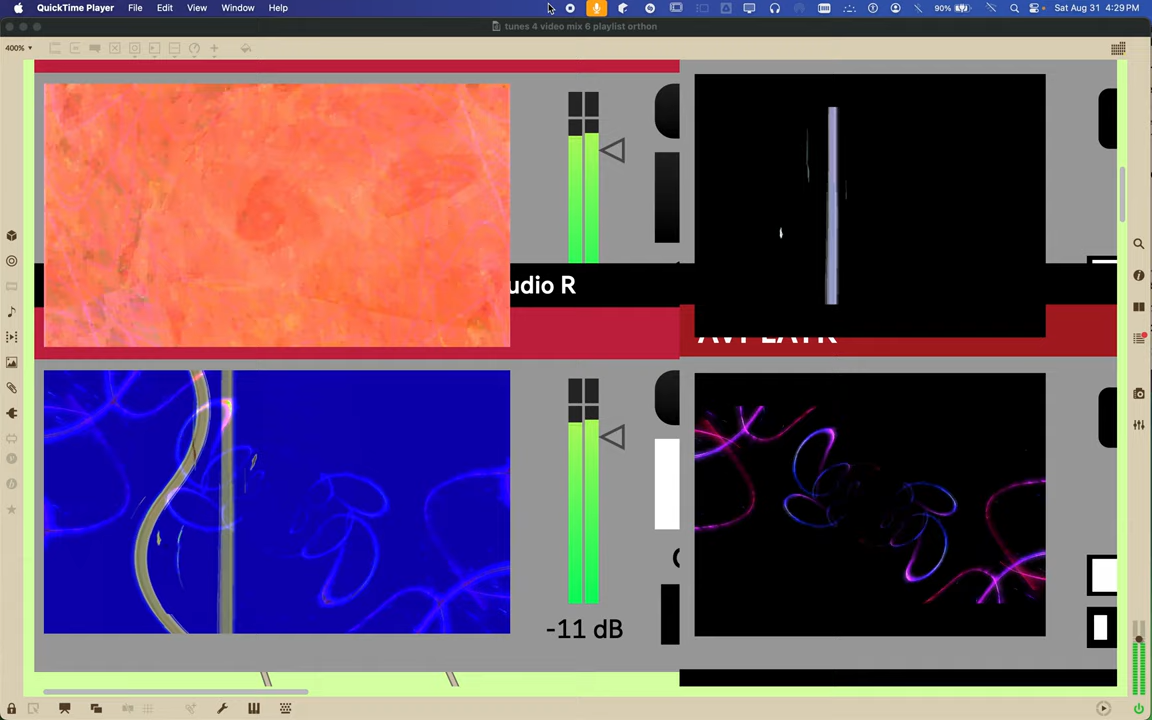 QuickTime Player File Edit View Window Help
90% Sat Aug 31 4:29 PM
tunes 4 video mix 6 playlist orthon
400%
udio R
-11 dB